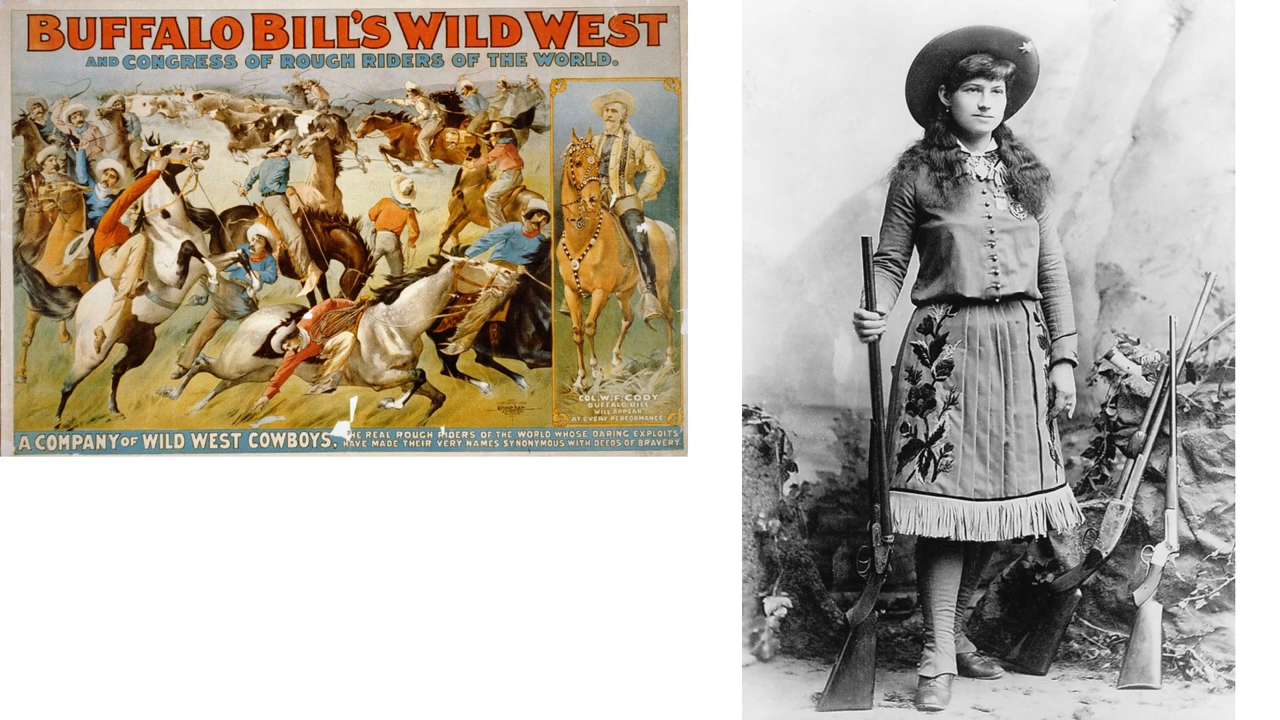 BUFFALO BILL'S WILD WEST
AND CONGRESS OF ROUGH RIDERS OF THE WORLD.
COL. W. F. CODY
BUFFALO BILL
WILL APPEAR
AT EVERY PERFORMANCE
A COMPANY OF WILD WEST COWBOYS. THE REAL ROUGH RIDERS OF THE WORLD WHOSE DARING EXPLOITS
HAVE MADE THEIR VERY NAMES SYNONYMOUS WITH DEEDS OF BRAVERY.